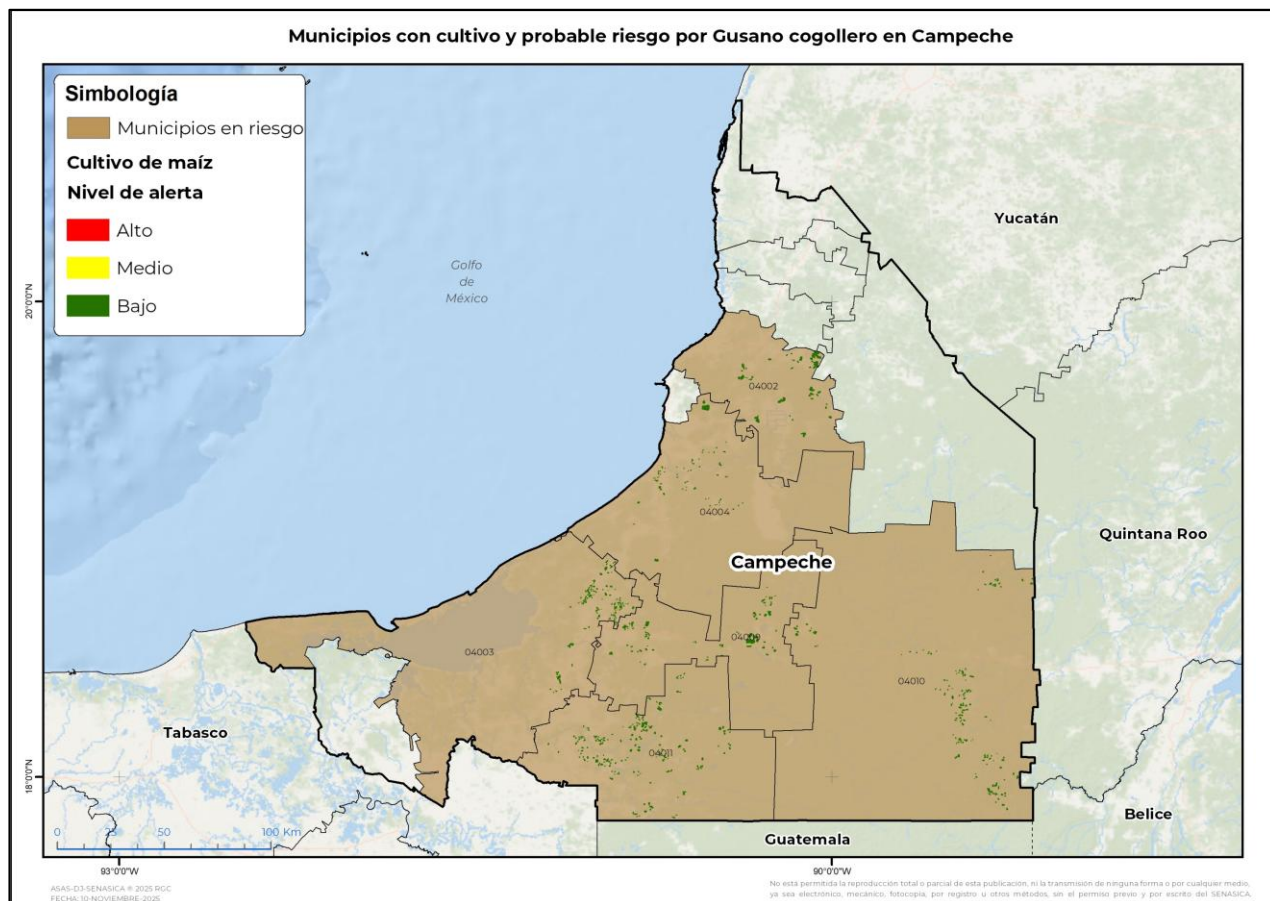 Municipios con cultivo y probable riesgo por Gusano cogollero en Campeche
Simbología
Municipios en riesgo
Cultivo de maíz
Nivel de alerta
Alto
Medio
Bajo
Golfo
de
México
Yucatán
20°0'0"N
04002
04004
Quintana Roo
Campeche
04003
04009
04010
Tabasco
04011
18°0'0"N
Belice
0 25 50 100 Km
Guatemala
93°0'0"W
90°0'0"W
ASAS-DJ-SENASICA © 2025 RGC
FECHA: 10-NOVIEMBRE-2025
No está permitida la reproducción total o parcial de esta publicación, ni la transmisión de ninguna forma o por cualquier medio,
ya sea electrónico, mecánico, fotocopia, por registro u otros métodos, sin el permiso previo y por escrito del SENASICA.